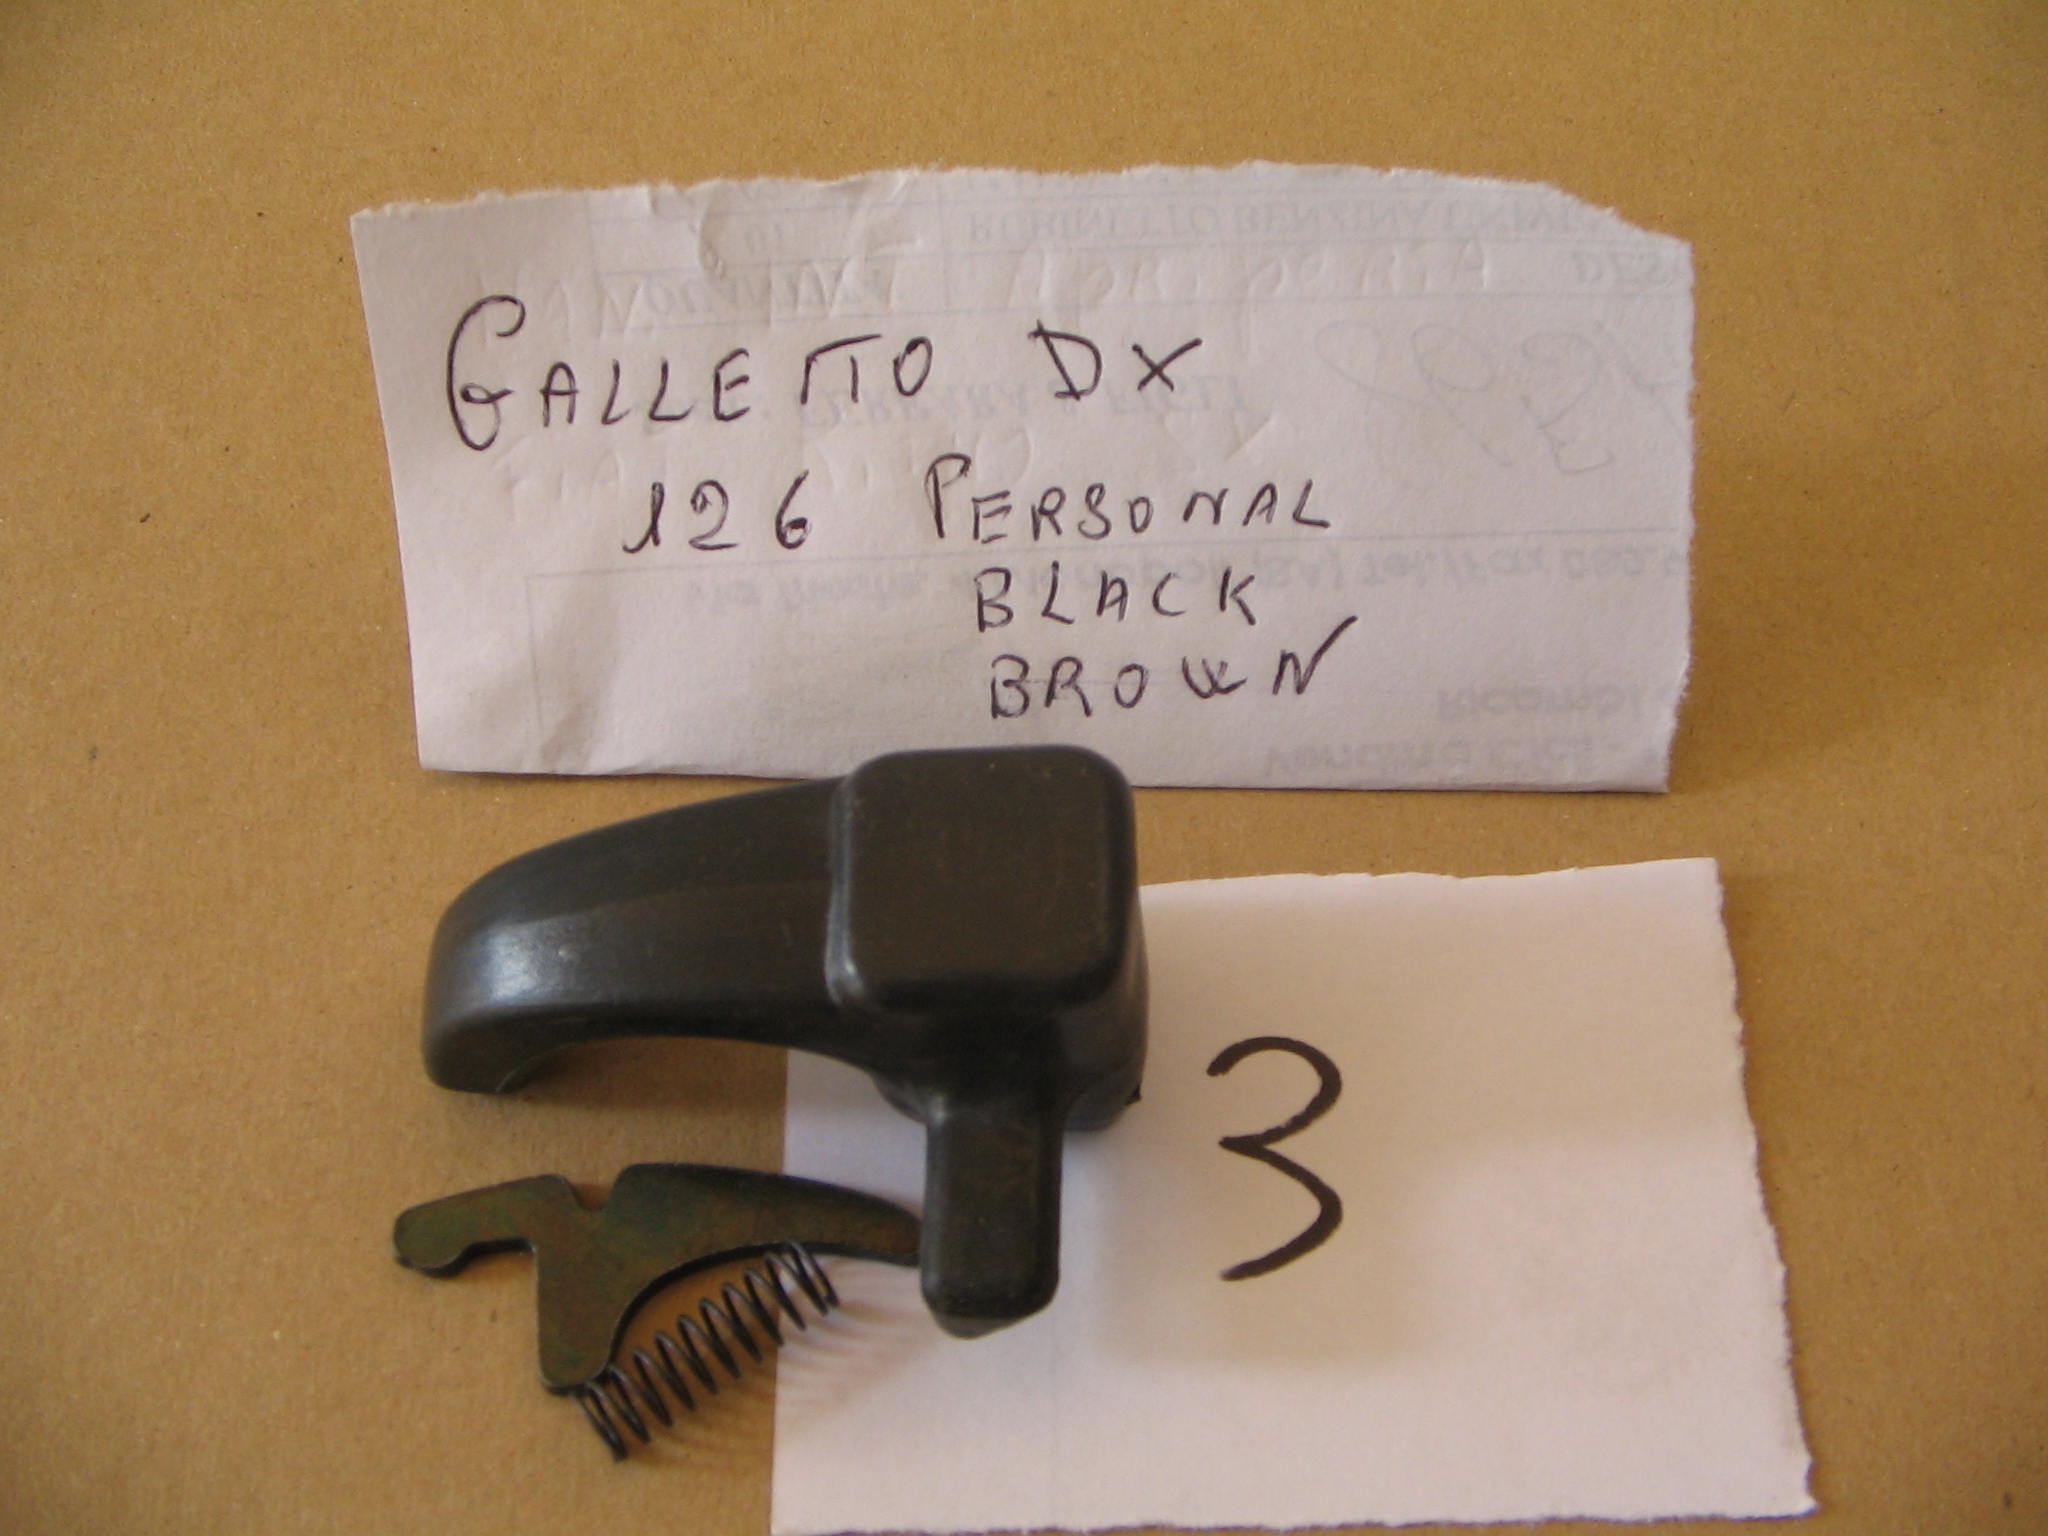 GALLETTO DX
126 PERSONAL
BLACK
BROWN
3